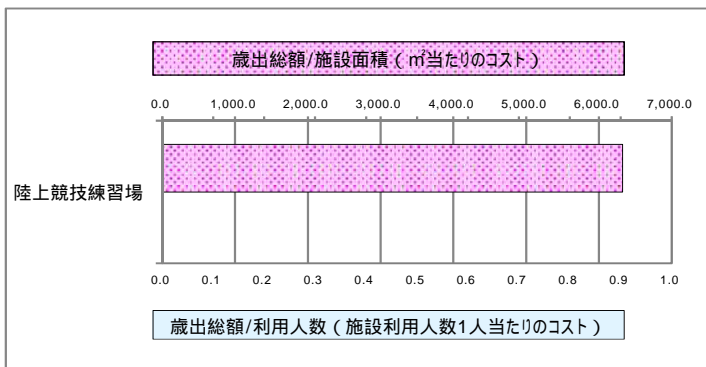 歳出総額/施設面積（㎡当たりのコスト）
0.0 1,000.0 2,000.0 3,000.0 4,000.0 5,000.0 6,000.0 7,000.0
陸上競技練習場
0.0 0.1 0.2 0.3 0.4 0.5 0.6 0.7 0.8 0.9 1.0
歳出総額/利用人数（施設利用人数1人当たりのコスト）